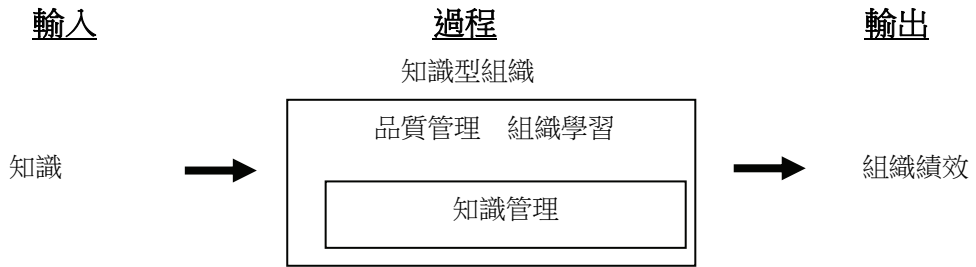 輸入 過程 輸出
知識型組織
品質管理 組織學習
知識 組織績效
知識管理